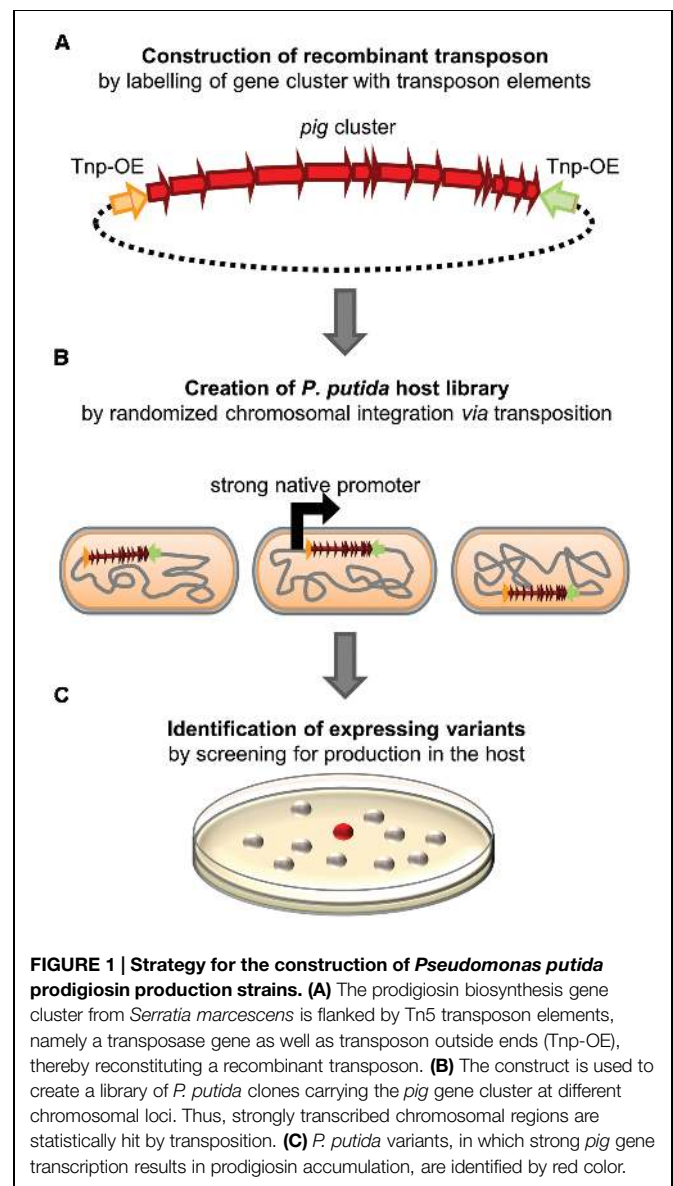 A
Construction of recombinant transposon
by labelling of gene cluster with transposon elements
pig cluster
Tnp-OE
Tnp-OE
B
Creation of P. putida host library
by randomized chromosomal integration via transposition
strong native promoter
C
Identification of expressing variants
by screening for production in the host
FIGURE 1 | Strategy for the construction of Pseudomonas putida
prodigiosin production strains. (A) The prodigiosin biosynthesis gene
cluster from Serratia marcescens is flanked by Tn5 transposon elements,
namely a transposase gene as well as transposon outside ends (Tnp-OE),
thereby reconstituting a recombinant transposon. (B) The construct is used to
create a library of P. putida clones carrying the pig gene cluster at different
chromosomal loci. Thus, strongly transcribed chromosomal regions are
statistically hit by transposition. (C) P. putida variants, in which strong pig gene
transcription results in prodigiosin accumulation, are identified by red color.